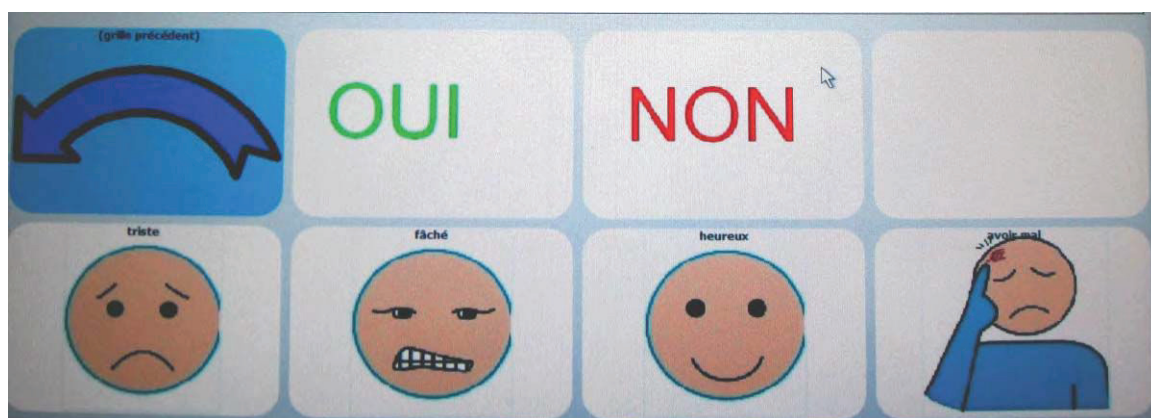 (grille précédent)
OUI
NON
triste
fâché
heureux
avoir mal